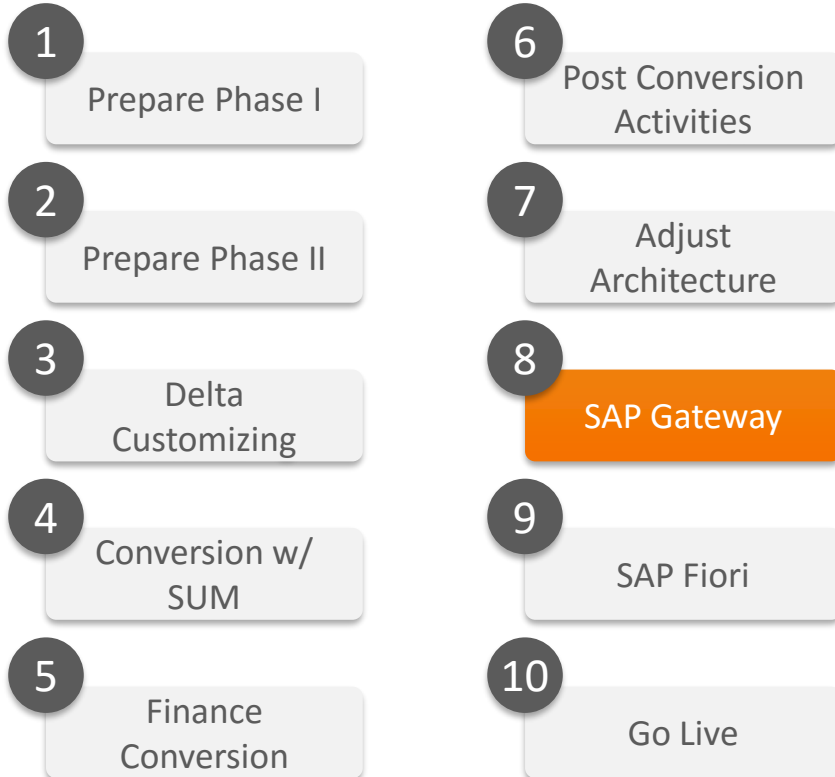 1
Prepare Phase I
2
Prepare Phase II
3
Delta
Customizing
4
Conversion w/
SUM
5
Finance
Conversion
6
Post Conversion
Activities
7
Adjust
Architecture
8
SAP Gateway
9
SAP Fiori
10
Go Live